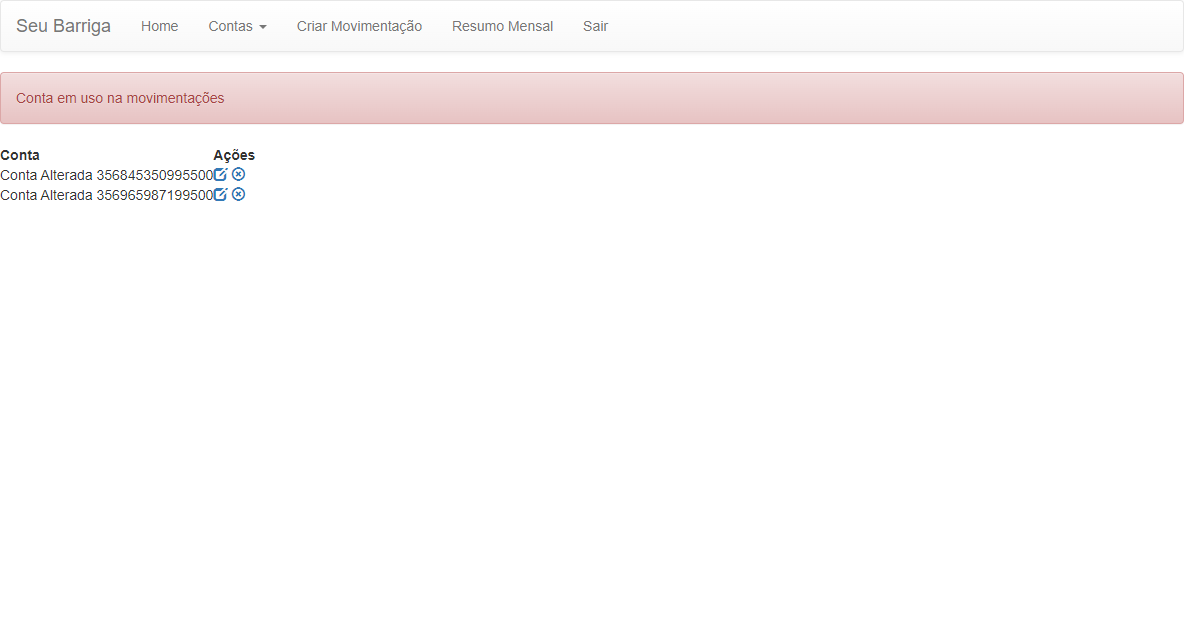 Seu Barriga Home Contas Criar Movimentação Resumo Mensal Sair
Conta em uso na movimentações
Conta Ações
Conta Alterada 356845350995500
Conta Alterada 356965987199500